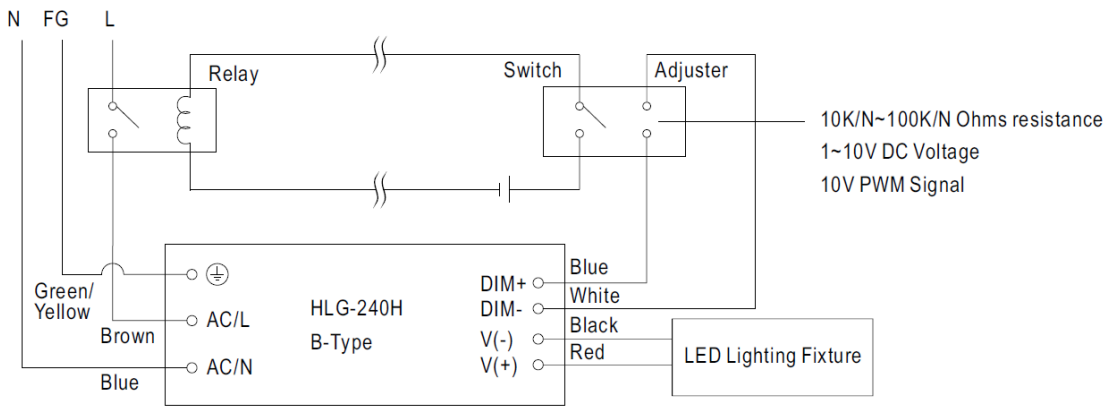 N FG L
Relay
Switch
Adjuster
10K/N~100K/N Ohms resistance
1~10V DC Voltage
10V PWM Signal
Green/
Yellow
Brown
Blue
AC/L
AC/N
HLG-240H
B-Type
DIM+
DIM-
V(-)
V(+)
Blue
White
Black
Red
LED Lighting Fixture